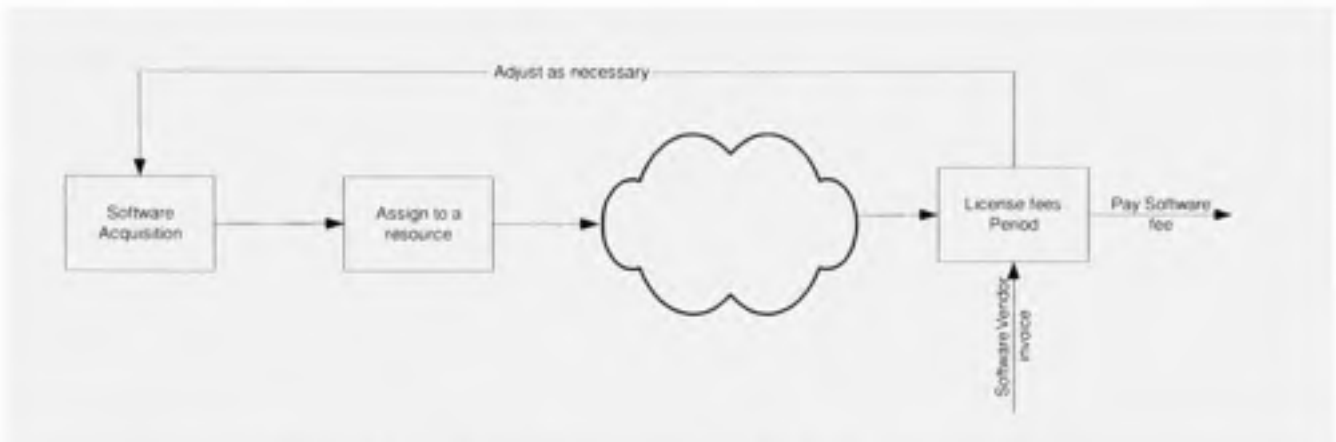 Adjust as necessary
Software
Acquisition
Assign to a
resource
License fees
Period
Pay Software
fee
Software Vendor
invoice